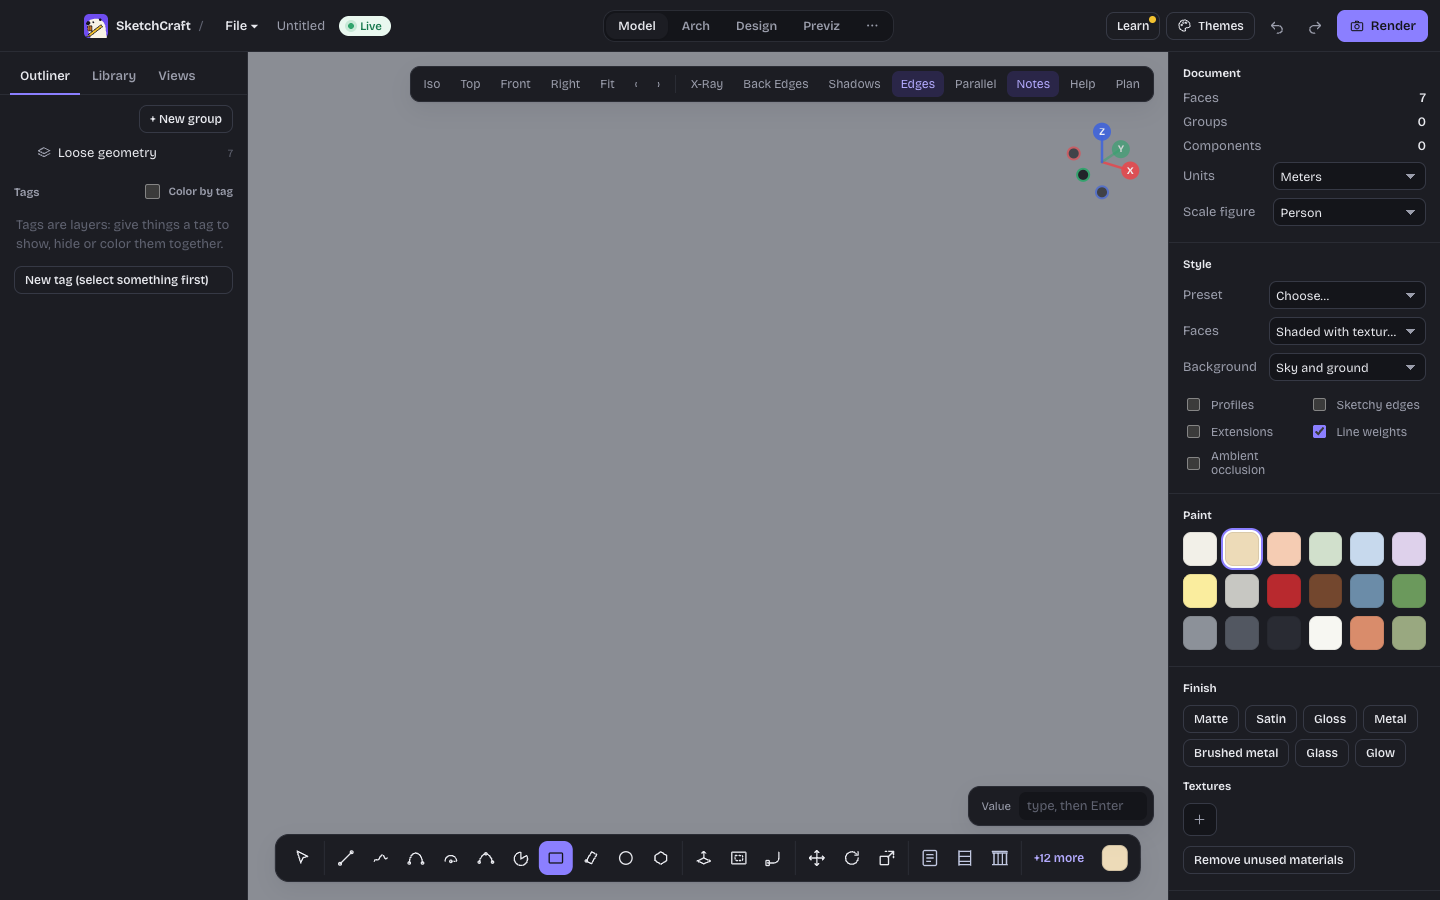 SketchCraft / File Untitled Live
Model Arch Design Previz ···
Learn Themes Render
Outliner Library Views
+ New group
Loose geometry 7
Tags Color by tag
Tags are layers: give things a tag to
show, hide or color them together.
New tag (select something first)
Iso Top Front Right Fit ‹ › X-Ray Back Edges Shadows Edges Parallel Notes Help Plan
Z
Y
X
Value type, then Enter
+12 more
Document
Faces 7
Groups 0
Components 0
Units Meters
Scale figure Person
Style
Preset Choose...
Faces Shaded with textur...
Background Sky and ground
Profiles Sketchy edges
Extensions Line weights
Ambient
occlusion
Paint
Finish
Matte Satin Gloss Metal
Brushed metal Glass Glow
Textures
+
Remove unused materials